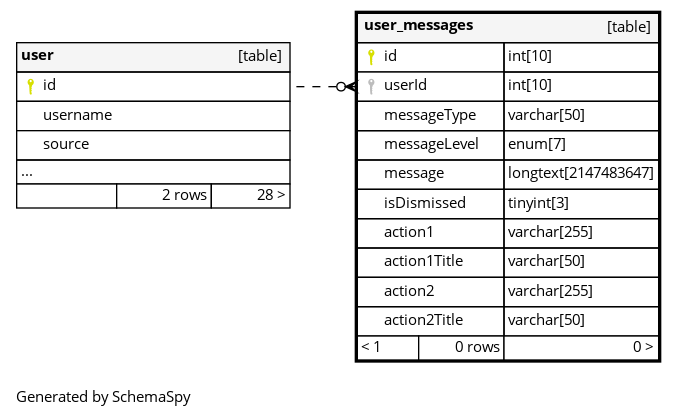 user [table]
id
username
source
...
2 rows 28 >
user_messages [table]
id int[10]
userId int[10]
messageType varchar[50]
messageLevel enum[7]
message longtext[2147483647]
isDismissed tinyint[3]
action1 varchar[255]
action1Title varchar[50]
action2 varchar[255]
action2Title varchar[50]
< 1 0 rows 0 >
Generated by SchemaSpy